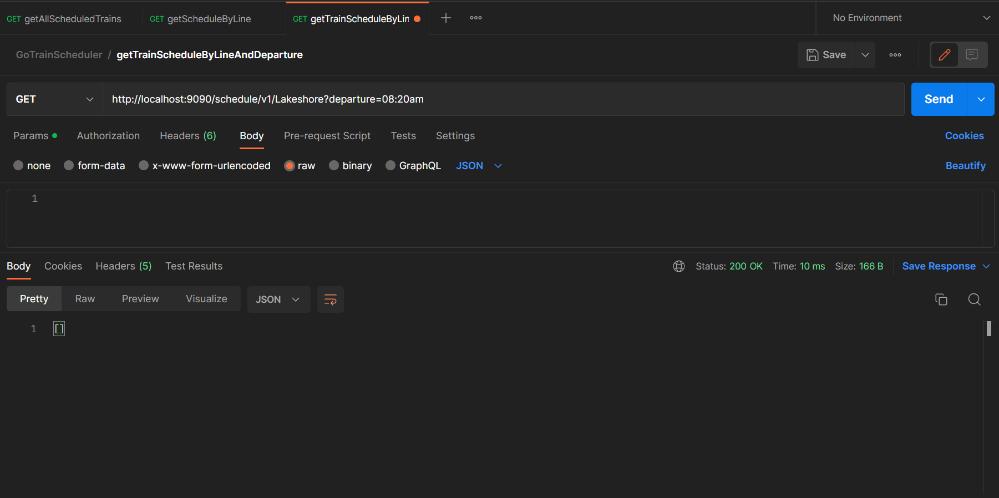 GET getAllScheduledTrains GET getScheduleByLine GET getTrainScheduleByLin No Environment
GoTrainScheduler / getTrainScheduleByLineAndDeparture Save
GET http://localhost:9090/schedule/v1/Lakeshore?departure=08:20am Send
Params Authorization Headers (6) Body Pre-request Script Tests Settings Cookies
none form-data x-www-form-urlencoded raw binary GraphQL JSON Beautify
1
Body Cookies Headers (5) Test Results Status: 200 OK Time: 10 ms Size: 166 B Save Response
Pretty Raw Preview Visualize JSON
1 []